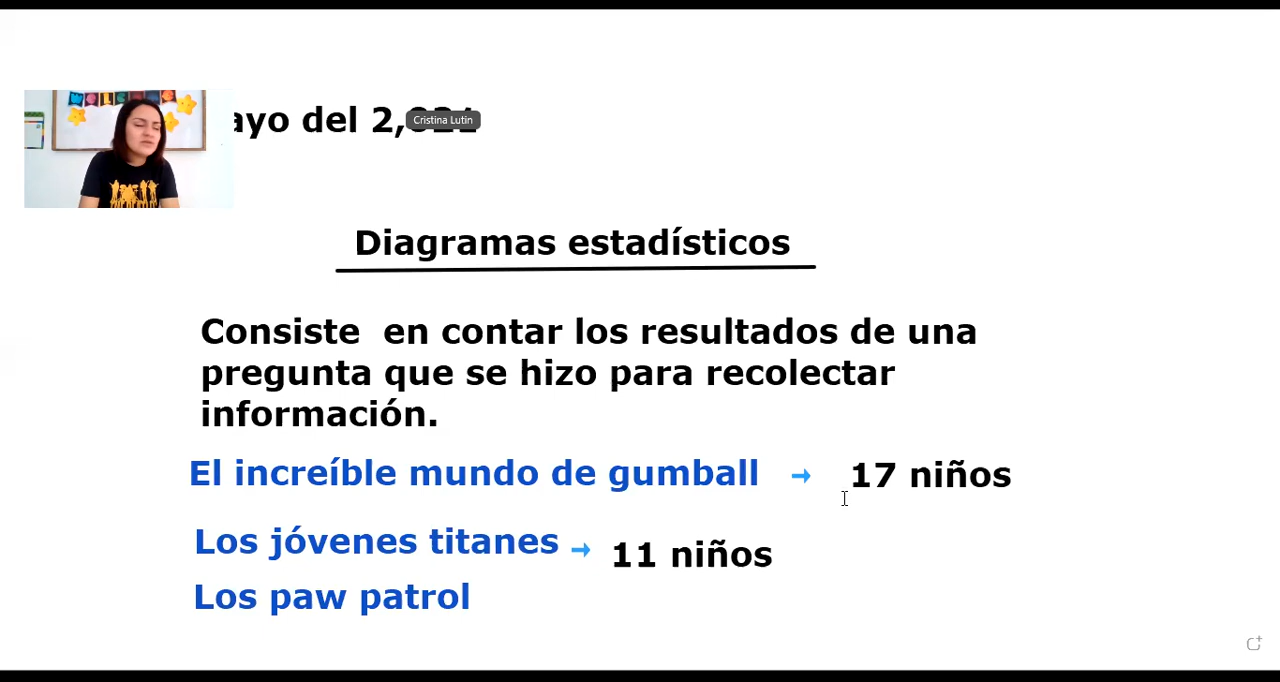 ayo del 2,021
Cristina Lutin
Diagramas estadísticos
Consiste en contar los resultados de una
pregunta que se hizo para recolectar
información.
El increíble mundo de gumball → 17 niños
Los jóvenes titanes → 11 niños
Los paw patrol